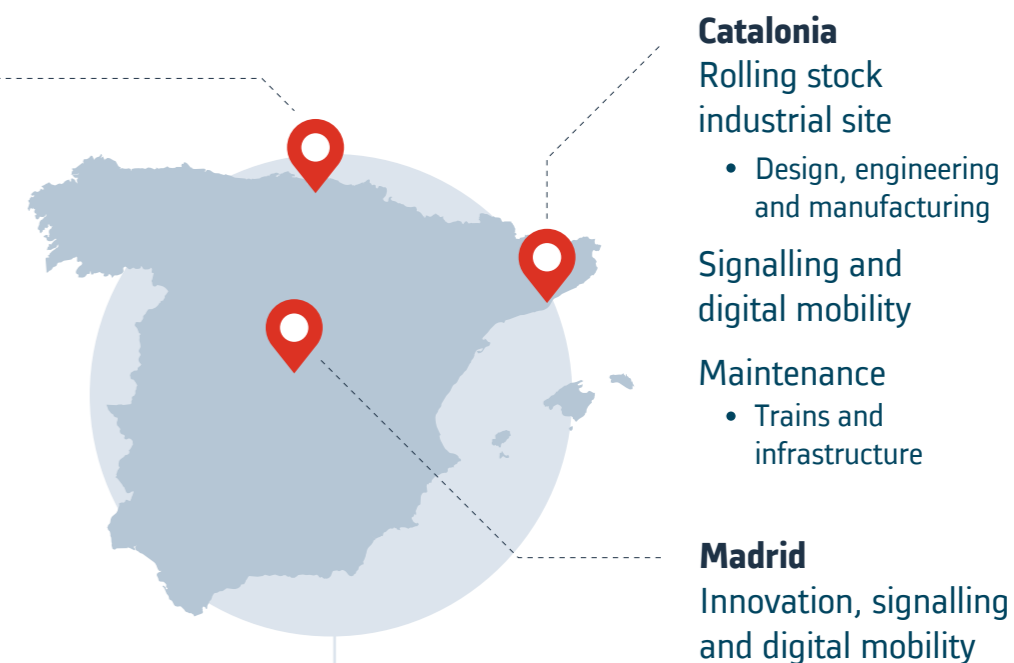 Catalonia
Rolling stock
industrial site
• Design, engineering
and manufacturing
Signalling and
digital mobility
Maintenance
• Trains and
infrastructure
Madrid
Innovation, signalling
and digital mobility